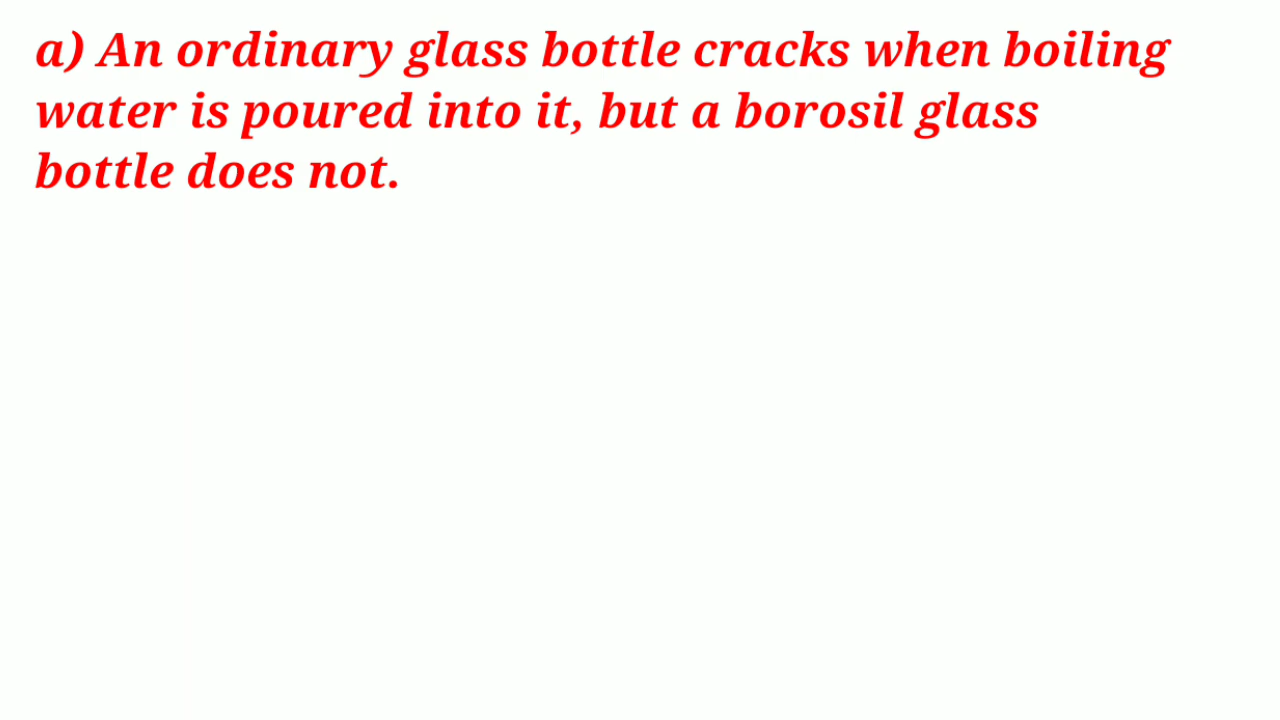 a) An ordinary glass bottle cracks when boiling
water is poured into it, but a borosil glass
bottle does not.